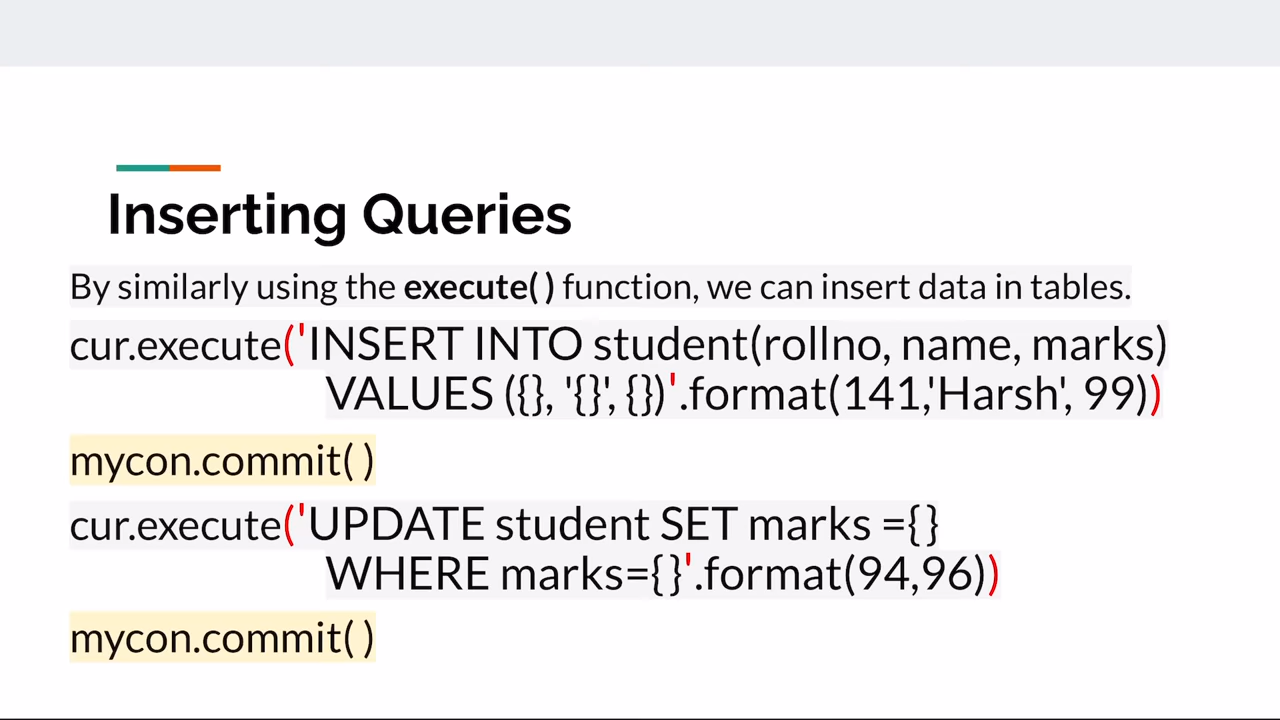 Inserting Queries
By similarly using the execute( ) function, we can insert data in tables.
cur.execute('INSERT INTO student(rollno, name, marks)
VALUES ({}, '{}', {})'.format(141,'Harsh', 99))
mycon.commit( )
cur.execute('UPDATE student SET marks ={}
WHERE marks={}'.format(94,96))
mycon.commit( )